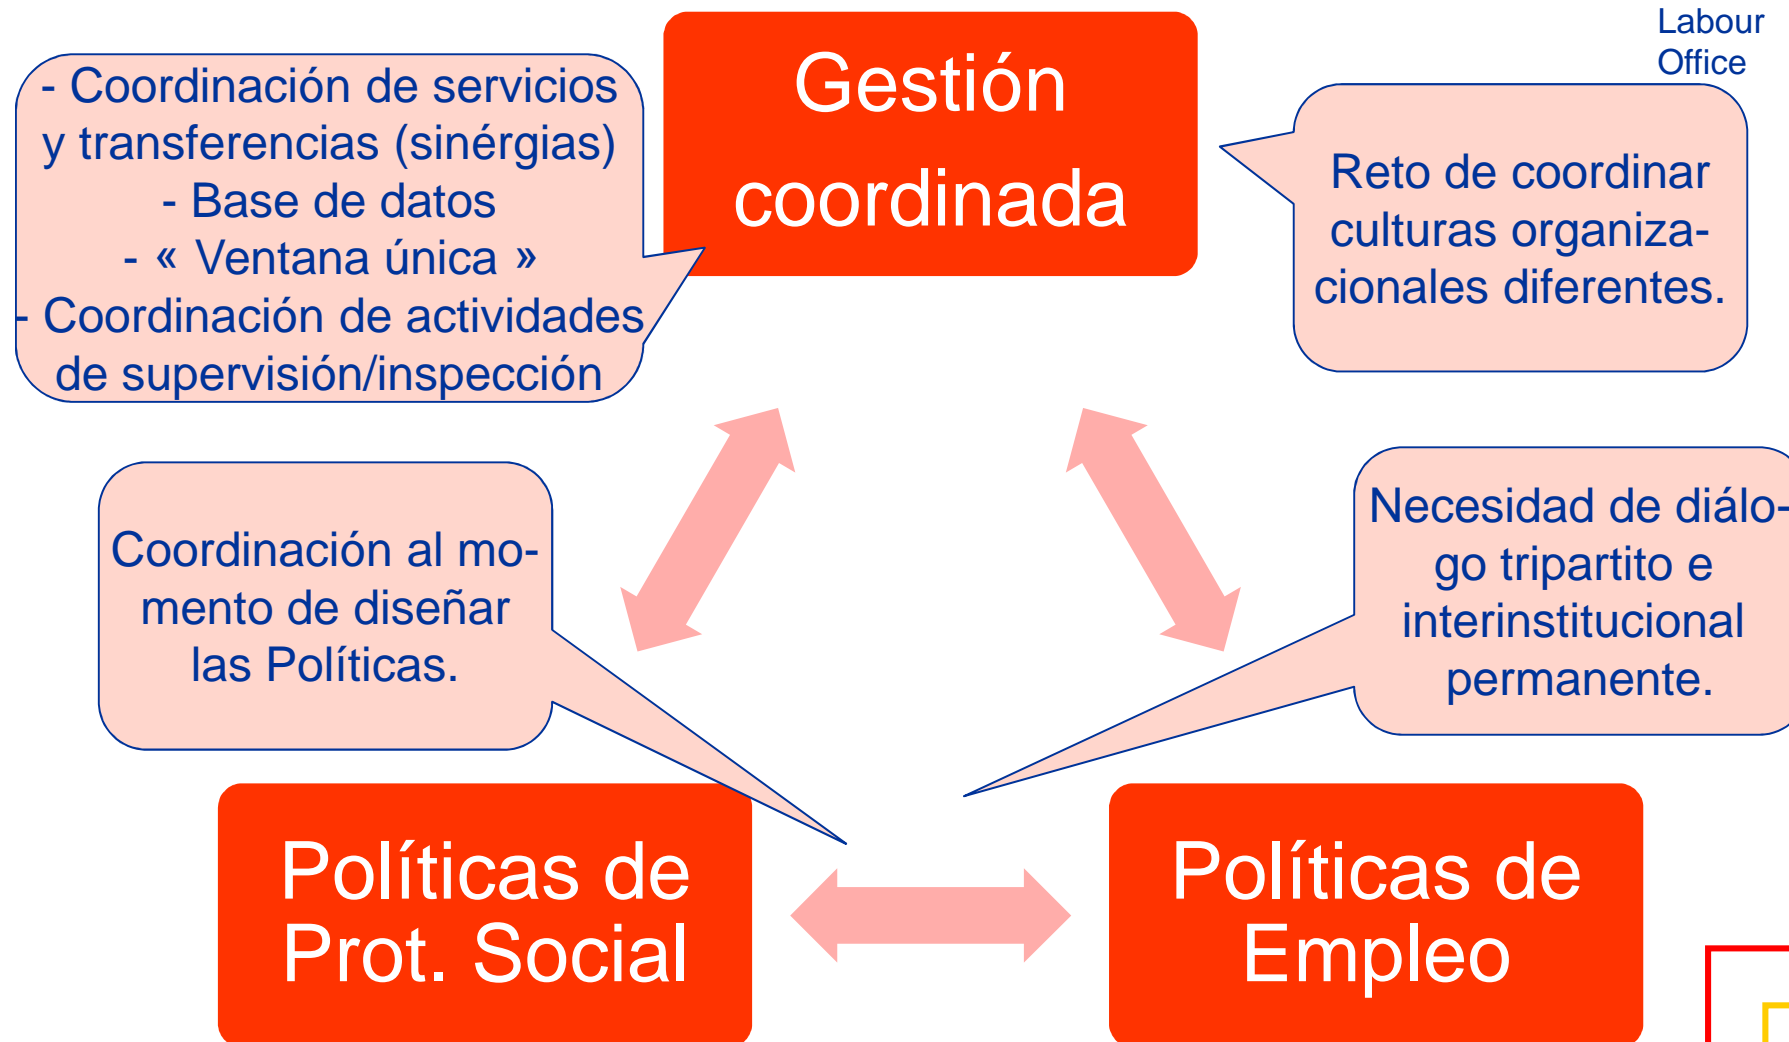 Labour
Office
Gestión
coordinada
- Coordinación de servicios
y transferencias (sinérgias)
- Base de datos
- « Ventana única »
- Coordinación de actividades
de supervisión/inspección
Reto de coordinar
culturas organiza-
cionales diferentes.
Coordinación al mo-
mento de diseñar
las Políticas.
Necesidad de diálo-
go tripartito e
interinstitucional
permanente.
Políticas de
Prot. Social
Políticas de
Empleo